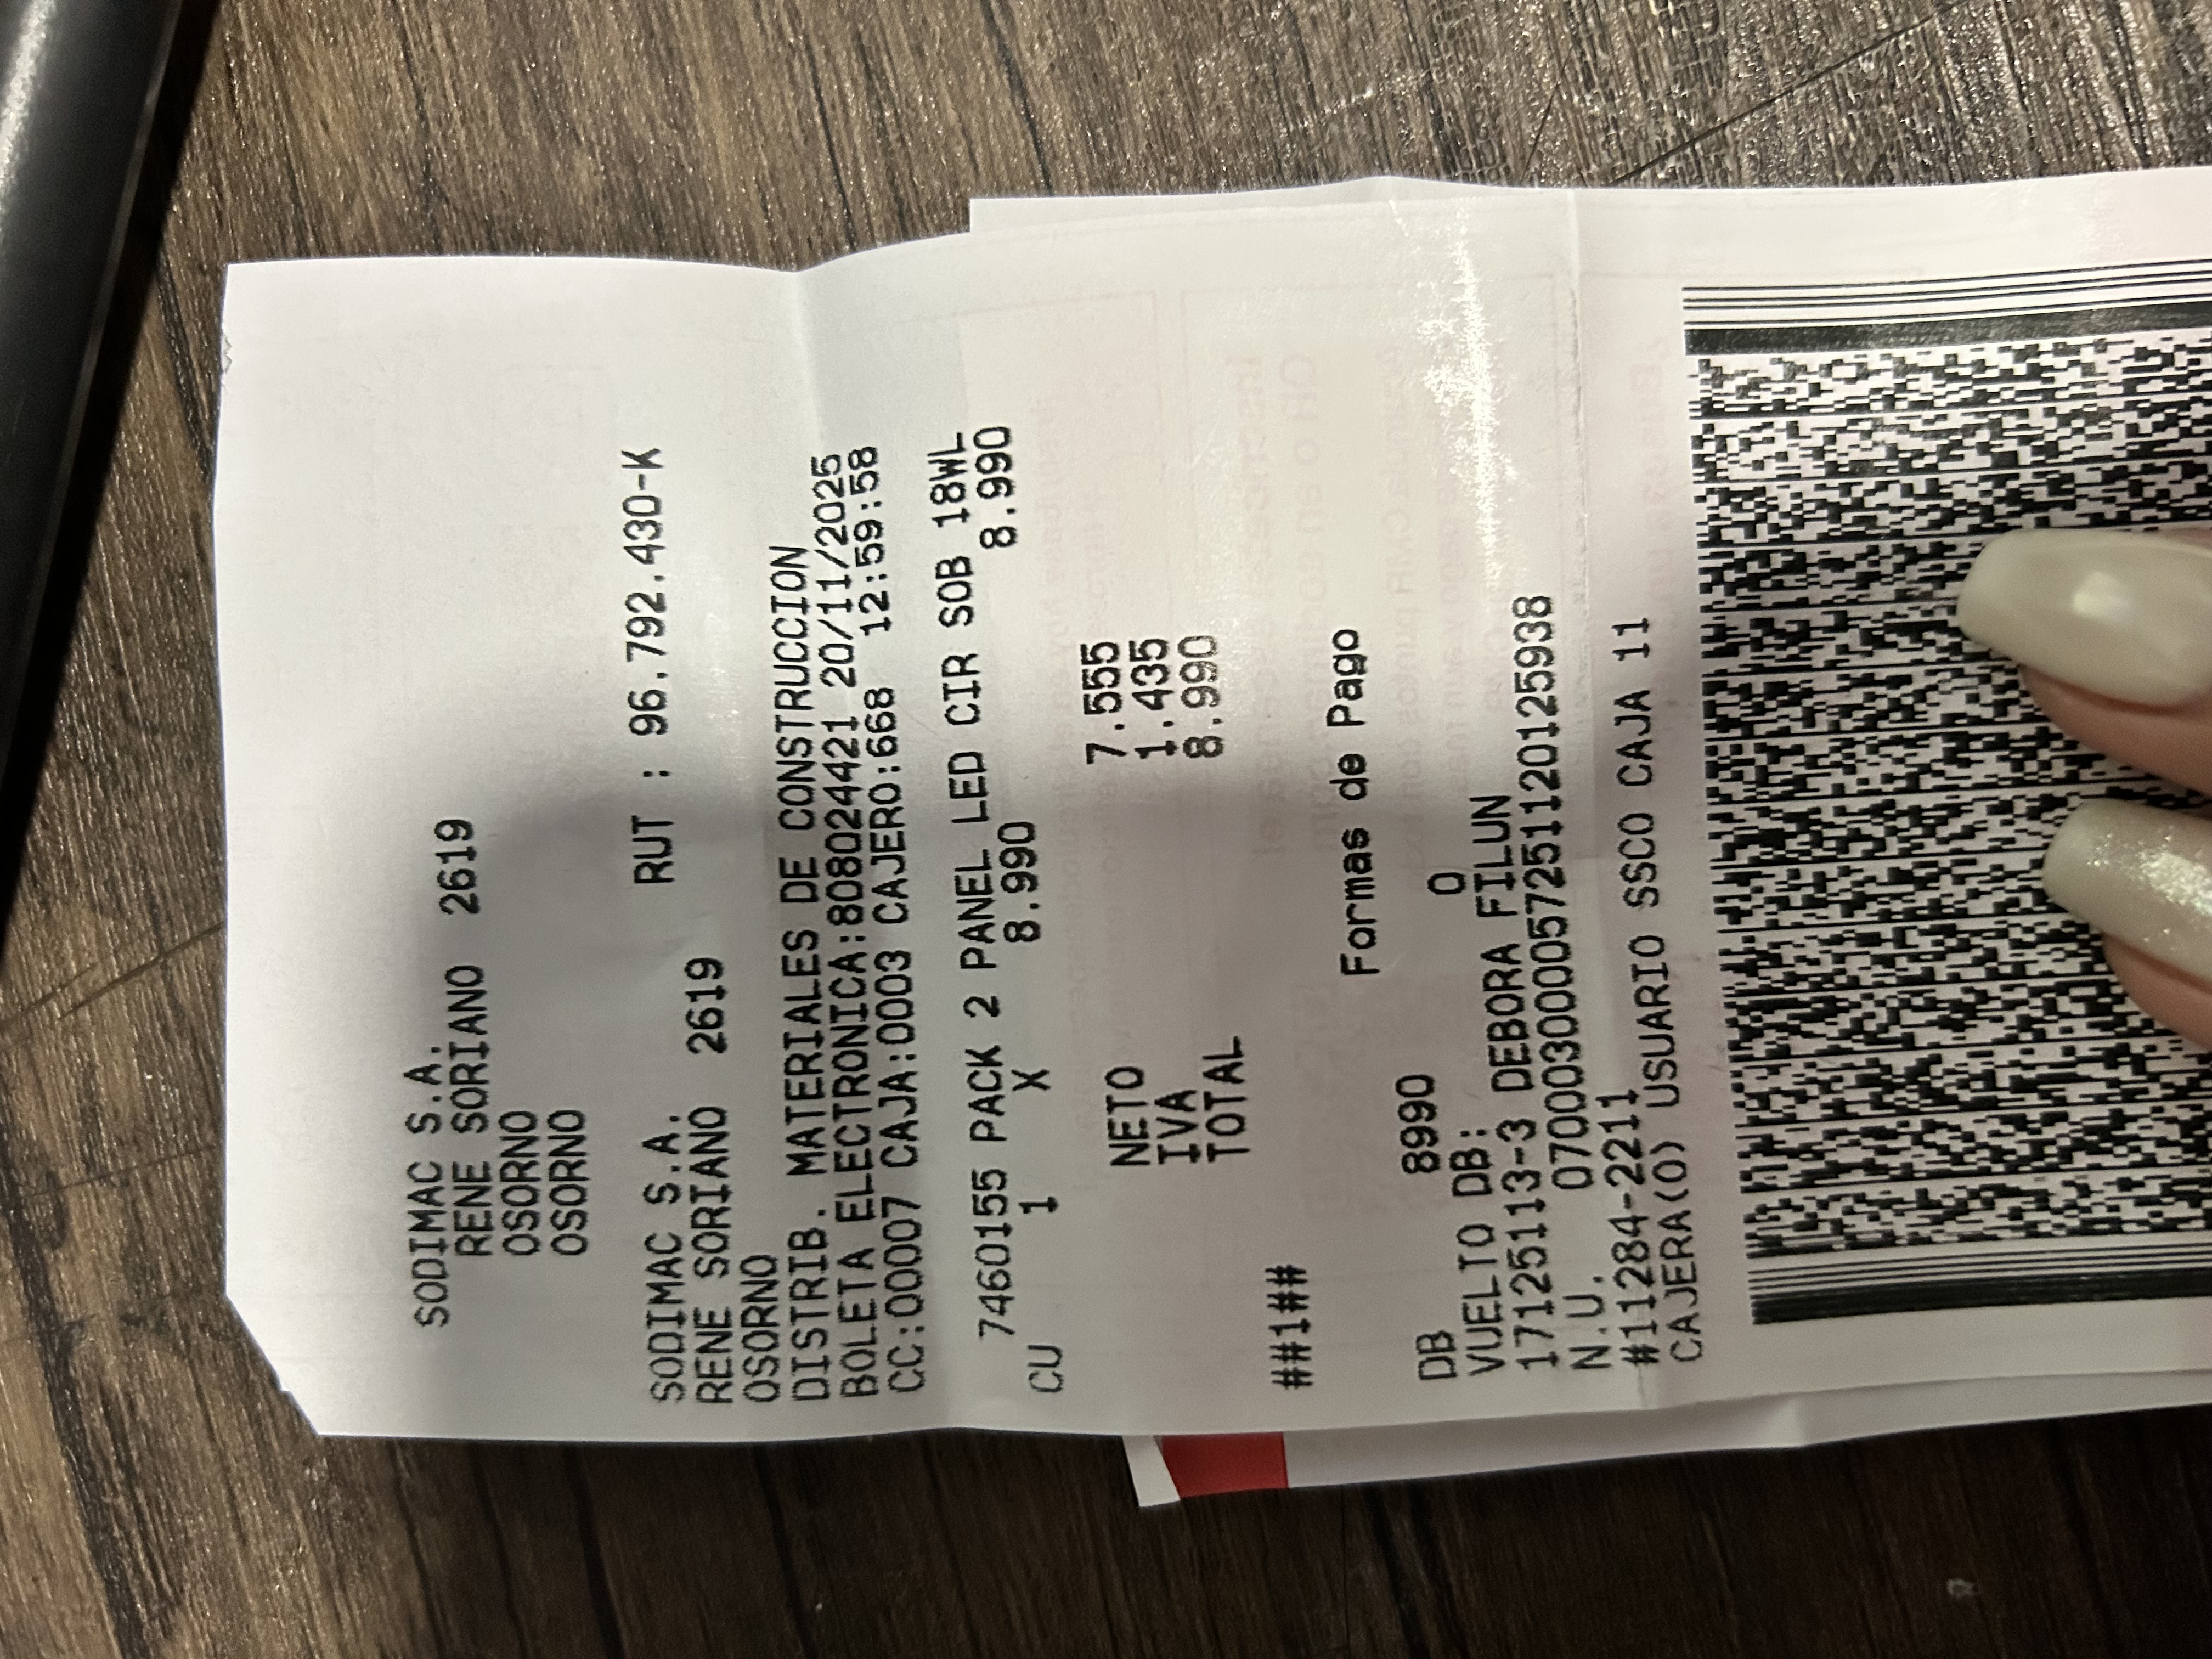 SODIMAC S.A.
RENE SORIANO 2619
OSORNO
OSORNO
SODIMAC S.A. RUT : 96.792.430-K
RENE SORIANO 2619
OSORNO
DISTRIB. MATERIALES DE CONSTRUCCION
BOLETA ELECTRONICA:808024421 20/11/2025
CC:00007 CAJA:0003 CAJERO:668 12:59:58
7460155 PACK 2 PANEL LED CIR SOB 18WL
CU 1 X 8.990 8.990
NETO 7.555
IVA 1.435
TOTAL 8.990
##1##
Formas de Pago
DB 8990
VUELTO DB: 0
17125113-3 DEBORA FILUN
N.U. 070003000057251120125938
#11284-2211
CAJERA(O) USUARIO SSCO CAJA 11